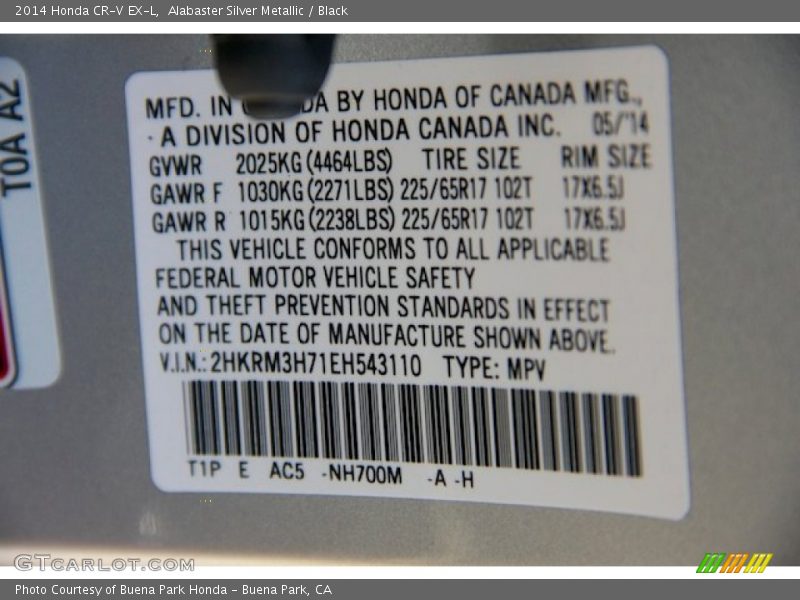 2014 Honda CR-V EX-L,  Alabaster Silver Metallic / Black
T0A A2
MFD. IN DA BY HONDA OF CANADA MFG.,
A DIVISION OF HONDA CANADA INC. 05/'14
GVWR 2025KG(4464LBS) TIRE SIZE RIM SIZE
GAWR F 1030KG(2271LBS) 225/65R17 102T 17X6.5J
GAWR R 1015KG(2238LBS) 225/65R17 102T 17X6.5J
THIS VEHICLE CONFORMS TO ALL APPLICABLE
FEDERAL MOTOR VEHICLE SAFETY
AND THEFT PREVENTION STANDARDS IN EFFECT
ON THE DATE OF MANUFACTURE SHOWN ABOVE.
V.I.N.: 2HKRM3H71EH543110 TYPE: MPV
T1P E AC5 -NH700M -A -H
GTCARLOT.COM
Photo Courtesy of Buena Park Honda - Buena Park, CA